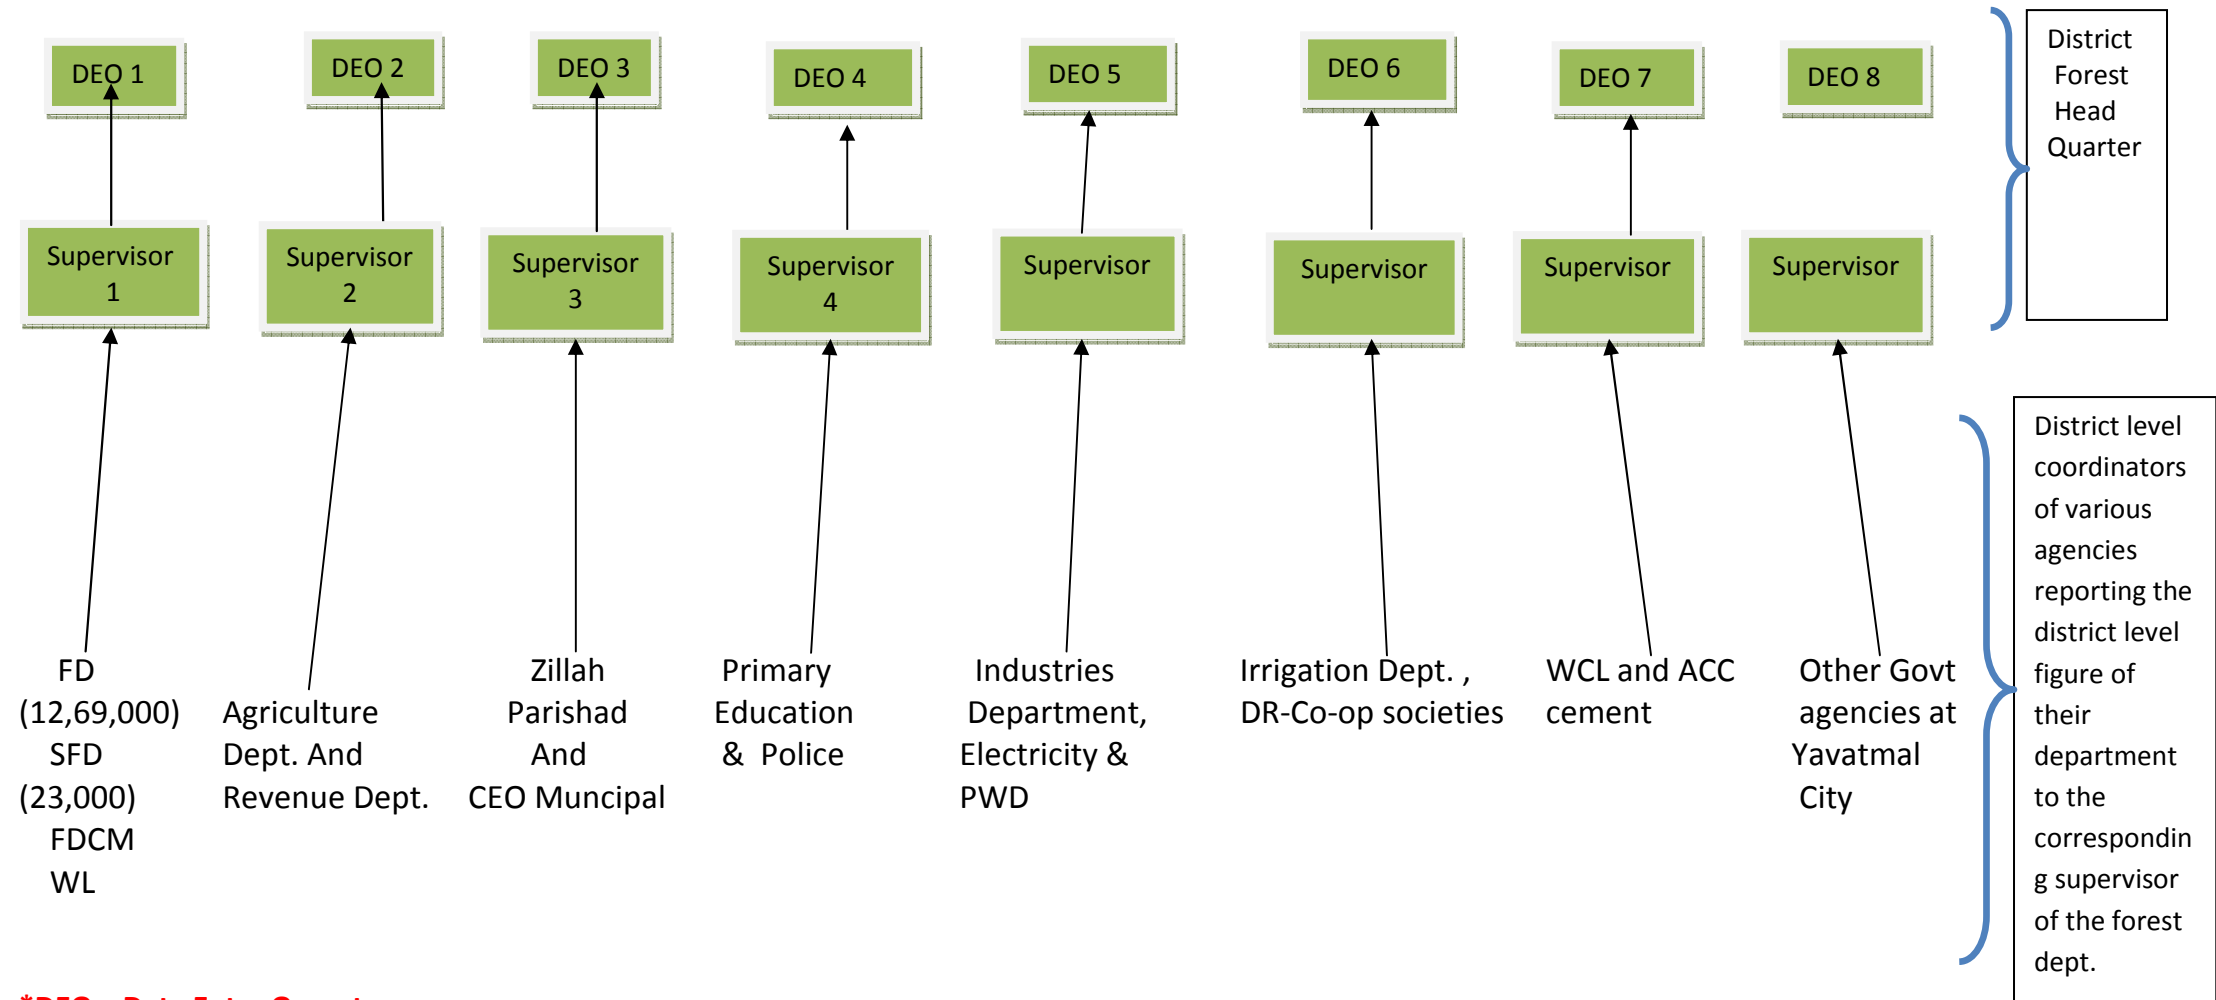 DEO 1
DEO 2
DEO 3
DEO 4
DEO 5
DEO 6
DEO 7
DEO 8
District
Forest
Head
Quarter
Supervisor
1
Supervisor
2
Supervisor
3
Supervisor
4
Supervisor
Supervisor
Supervisor
Supervisor
FD
(12,69,000)
SFD
(23,000)
FDCM
WL
Agriculture
Dept. And
Revenue Dept.
Zillah
Parishad
And
CEO Muncipal
Primary
Education
& Police
Industries
Department,
Electricity &
PWD
Irrigation Dept. ,
DR-Co-op societies
WCL and ACC
cement
Other Govt
agencies at
Yavatmal
City
District level
coordinators
of various
agencies
reporting the
district level
figure of
their
department
to the
correspondin
g supervisor
of the forest
dept.